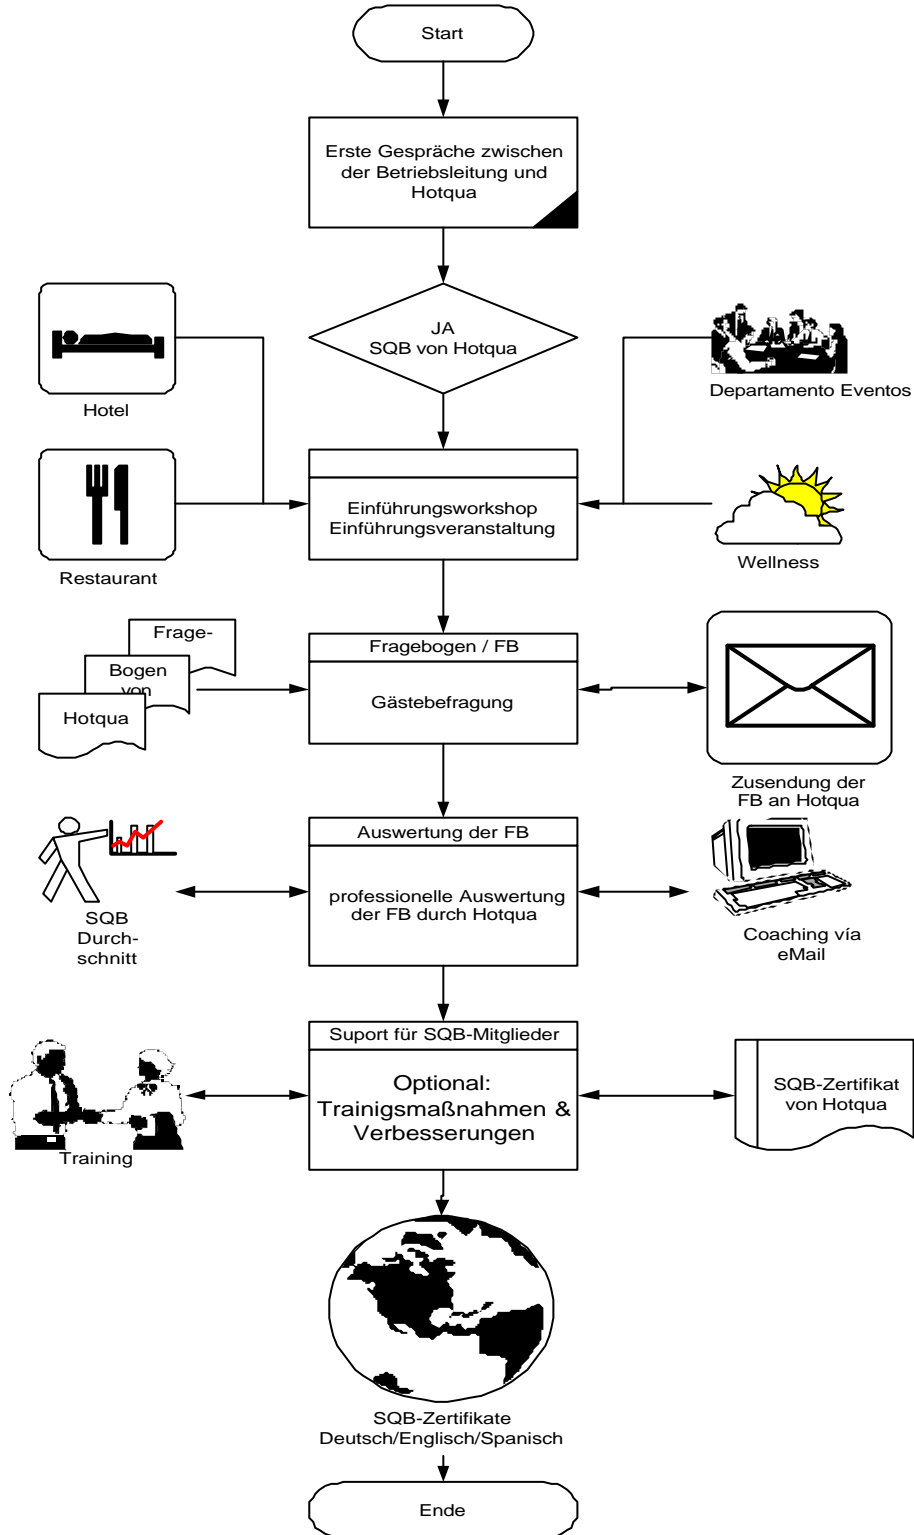 Start
Erste Gespräche zwischen
der Betriebsleitung und
Hotqua
JA
SQB von Hotqua
Hotel
Departamento Eventos
Einführungsworkshop
Einführungsveranstaltung
Restaurant
Wellness
Frage-
Bogen
von
Hotqua
Fragebogen / FB
Gästebefragung
Zusendung der
FB an Hotqua
Auswertung der FB
professionelle Auswertung
der FB durch Hotqua
SQB
Durch-
schnitt
Coaching vía
eMail
Suport für SQB-Mitglieder
Optional:
Trainigsmaßnahmen &
Verbesserungen
Training
SQB-Zertifikat
von Hotqua
SQB-Zertifikate
Deutsch/Englisch/Spanisch
Ende